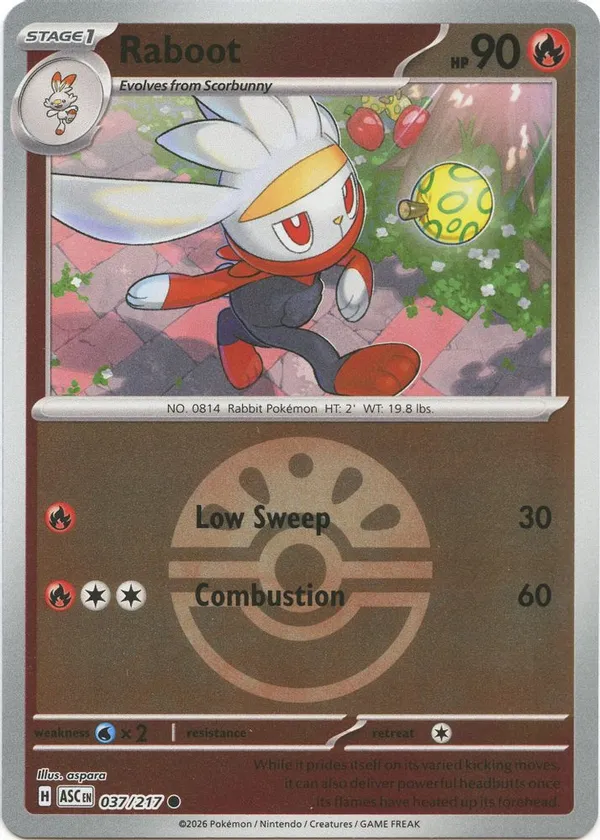 STAGE1
Raboot
HP 90
Evolves from Scorbunny
NO. 0814 Rabbit Pokémon HT: 2' WT: 19.8 lbs.
Low Sweep 30
Combustion 60
weakness ×2 resistance retreat
While it prides itself on its varied kicking moves,
it can also deliver powerful headbutts once
its flames have heated up its forehead.
Illus. aspara
H ASC EN 037/217
©2026 Pokémon / Nintendo / Creatures / GAME FREAK